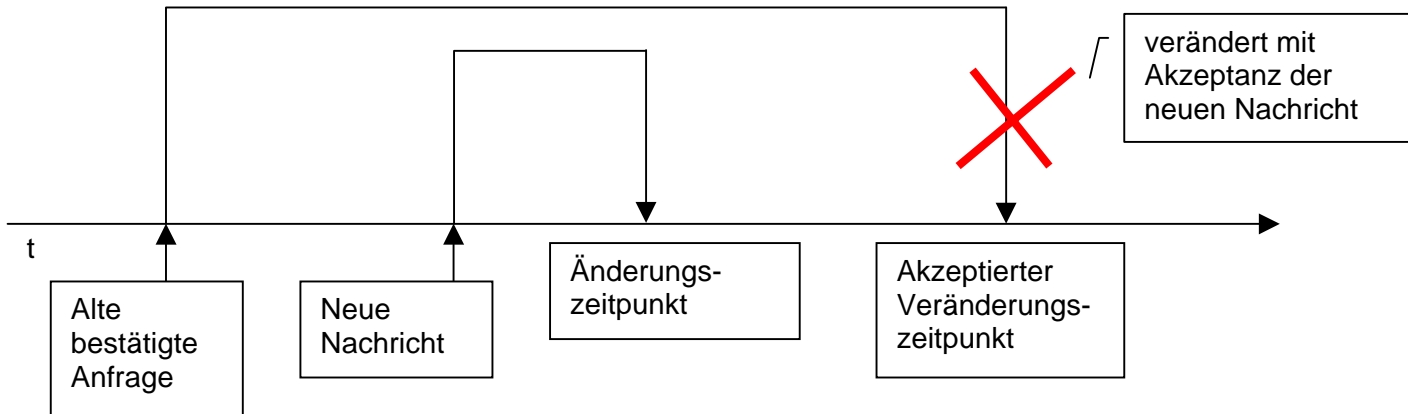 verändert mit
Akzeptanz der
neuen Nachricht
t
Alte
bestätigte
Anfrage
Neue
Nachricht
Änderungs-
zeitpunkt
Akzeptierter
Veränderungs-
zeitpunkt